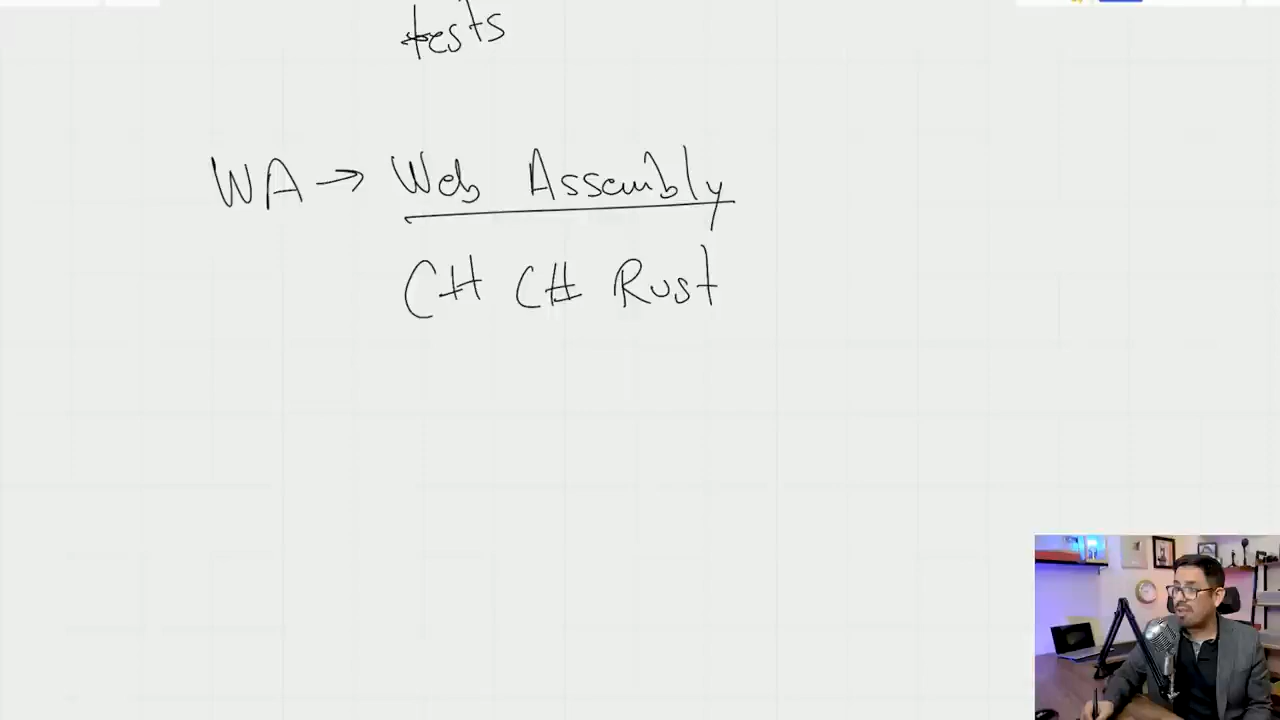 tests
WA → Web Assembly
C++ C# Rust